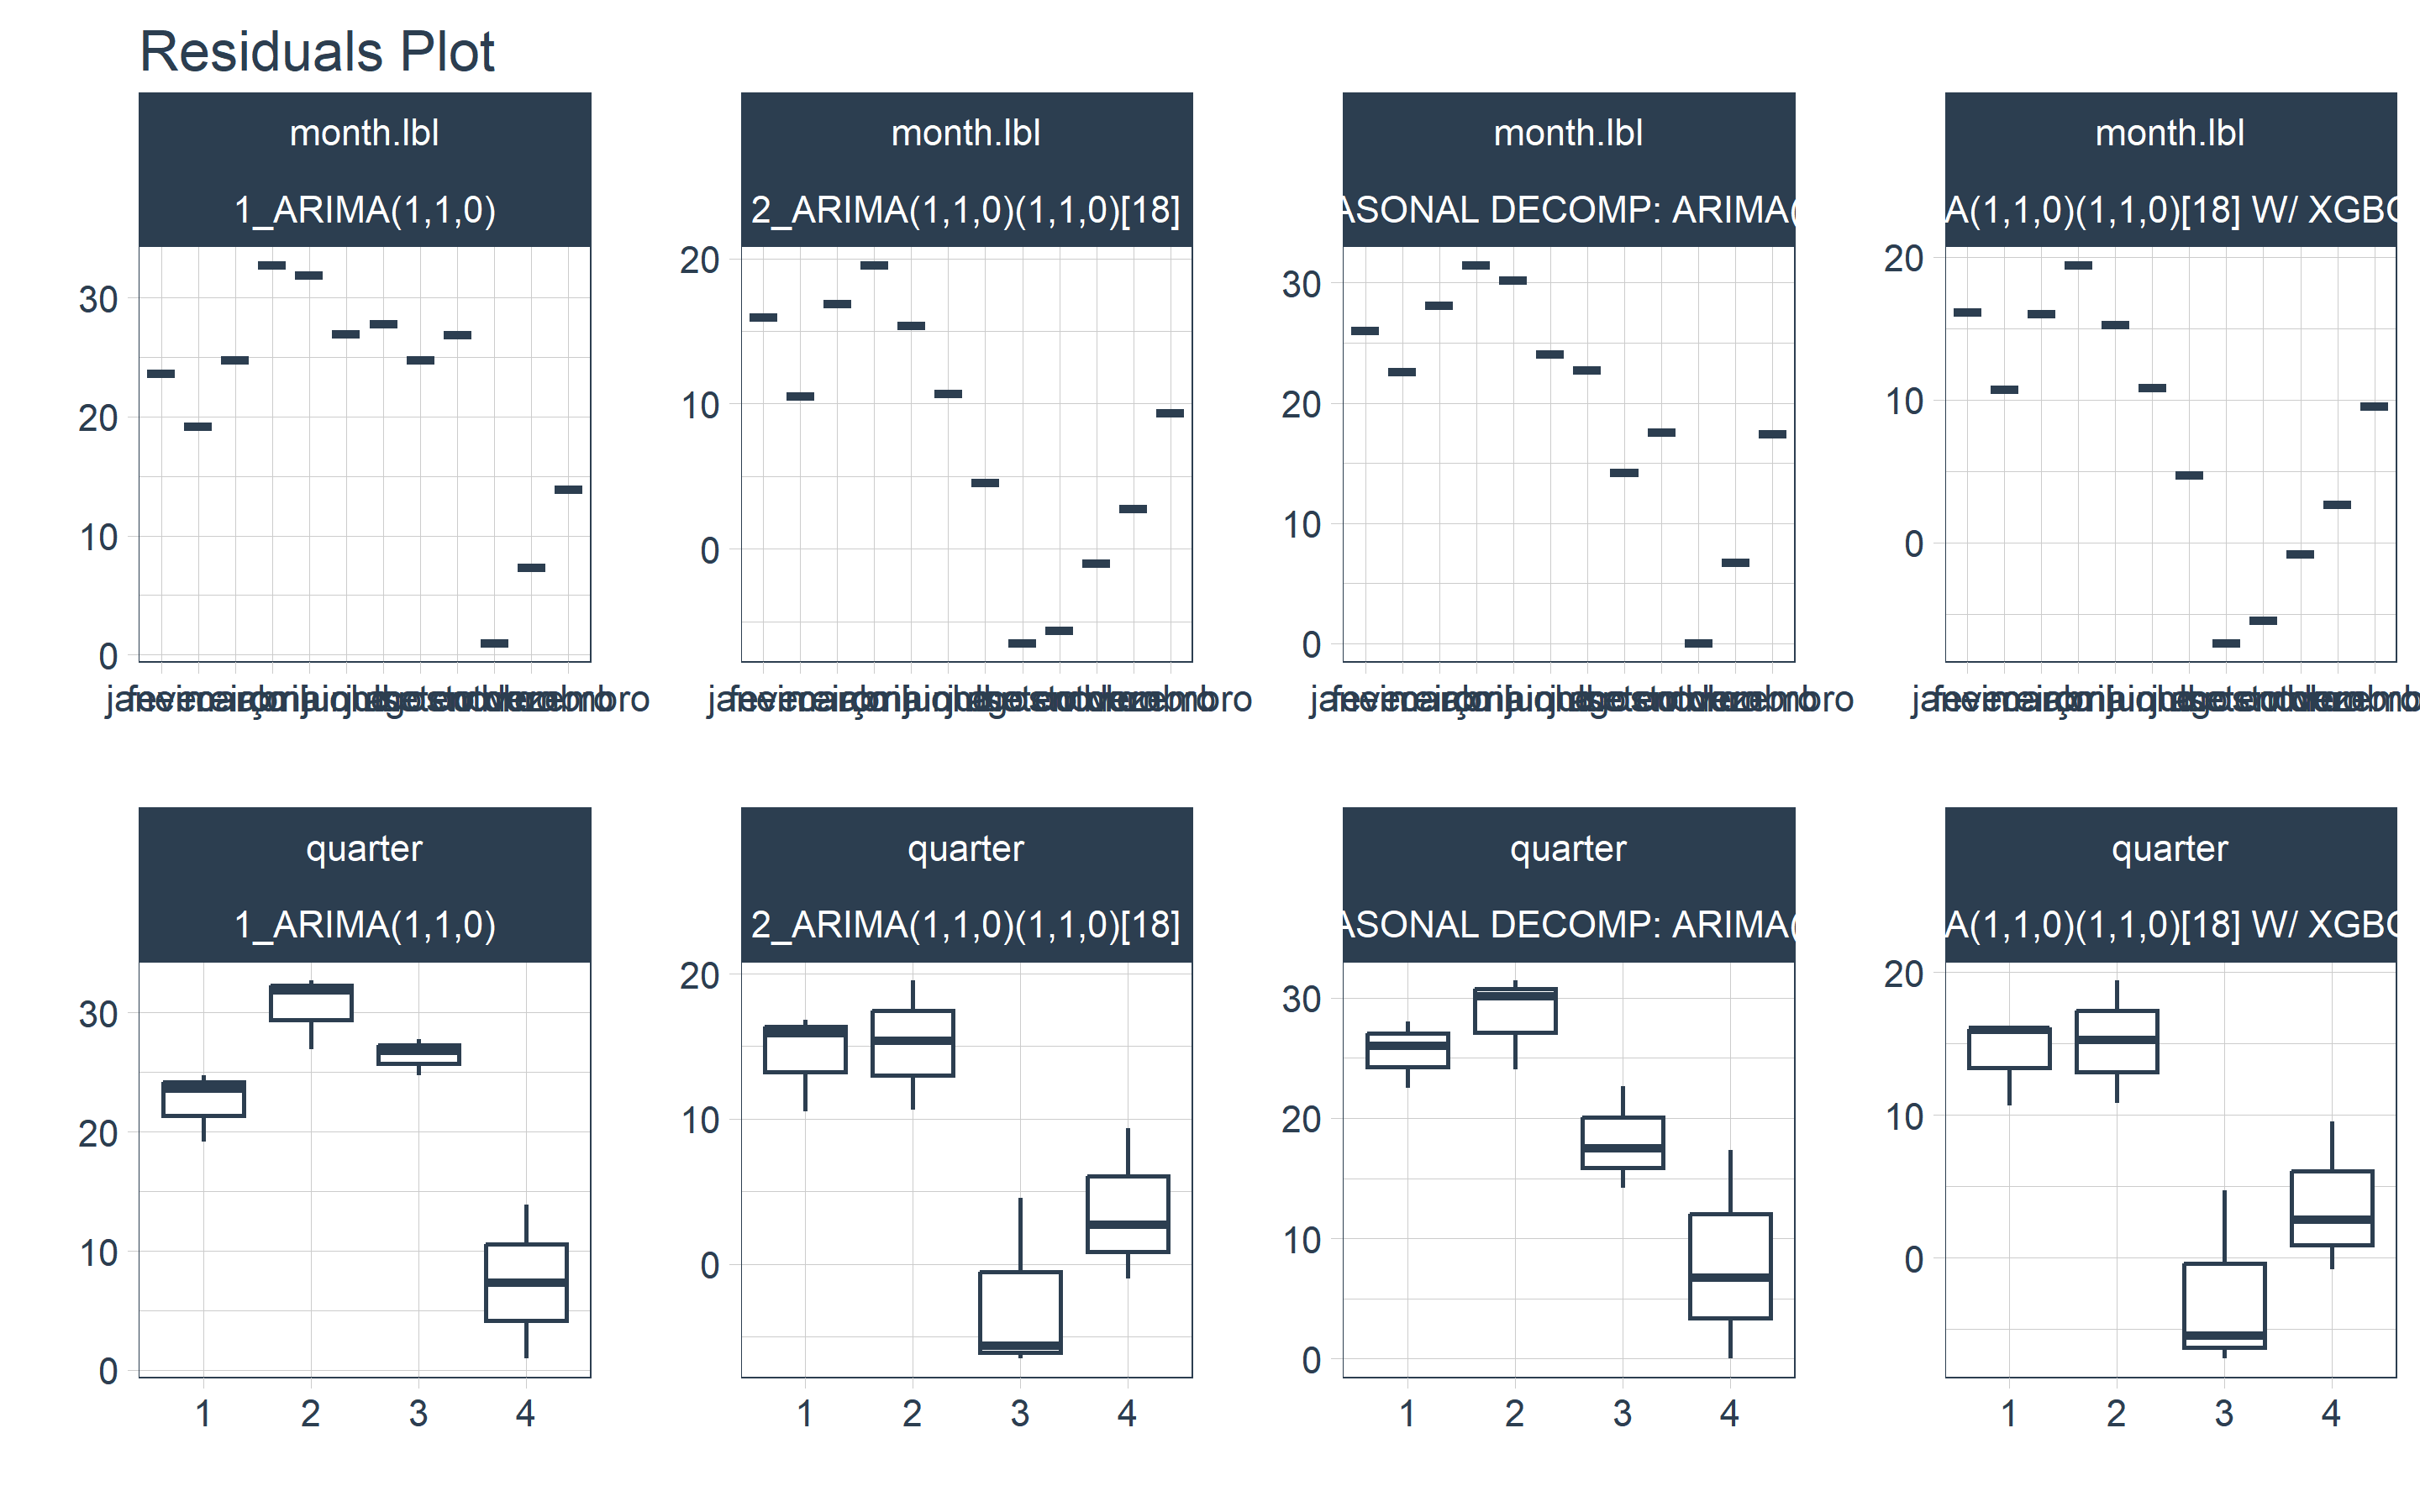 Residuals Plot
month.lbl
1_ARIMA(1,1,0)
month.lbl
2_ARIMA(1,1,0)(1,1,0)[18]
month.lbl
ASONAL DECOMP: ARIMA(
month.lbl
A(1,1,0)(1,1,0)[18] W/ XGBO
30
20
10
0
20
10
0
30
20
10
0
20
10
0
quarter
1_ARIMA(1,1,0)
quarter
2_ARIMA(1,1,0)(1,1,0)[18]
quarter
ASONAL DECOMP: ARIMA(
quarter
A(1,1,0)(1,1,0)[18] W/ XGBO
30
20
10
0
1 2 3 4
20
10
0
1 2 3 4
30
20
10
0
1 2 3 4
20
10
0
1 2 3 4